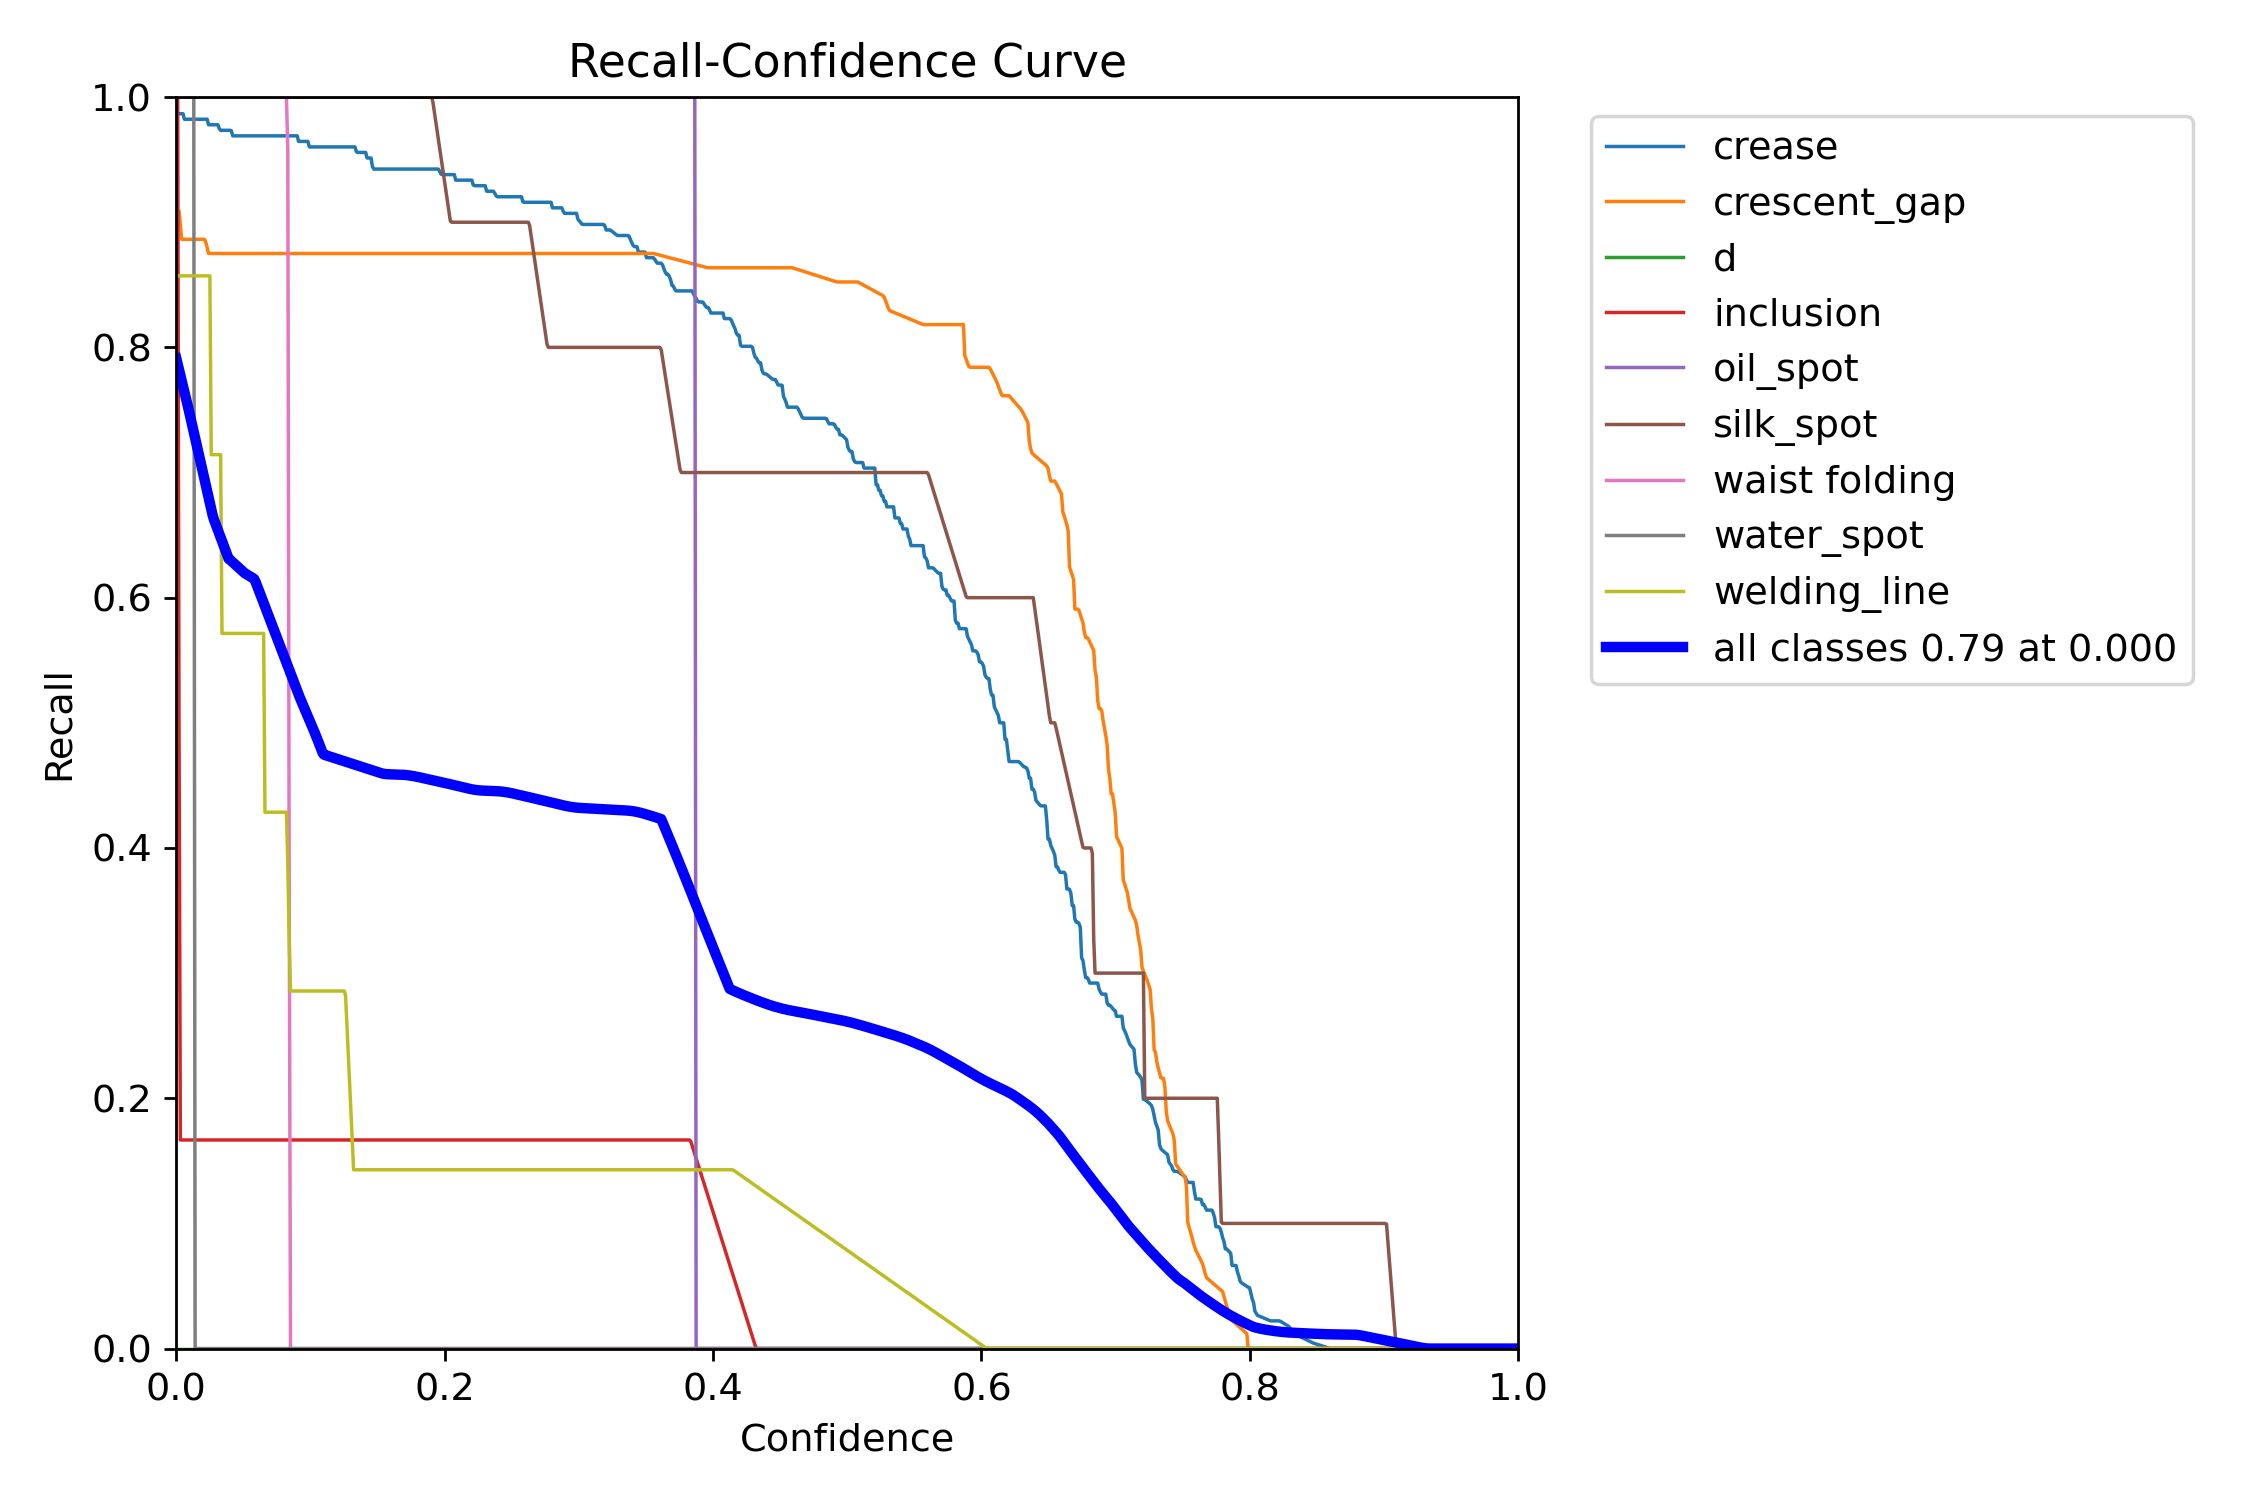 Recall-Confidence Curve
1.0
0.8
0.6
0.4
0.2
0.0
Recall
0.0 0.2 0.4 0.6 0.8 1.0
Confidence
crease
crescent_gap
d
inclusion
oil_spot
silk_spot
waist folding
water_spot
welding_line
all classes 0.79 at 0.000